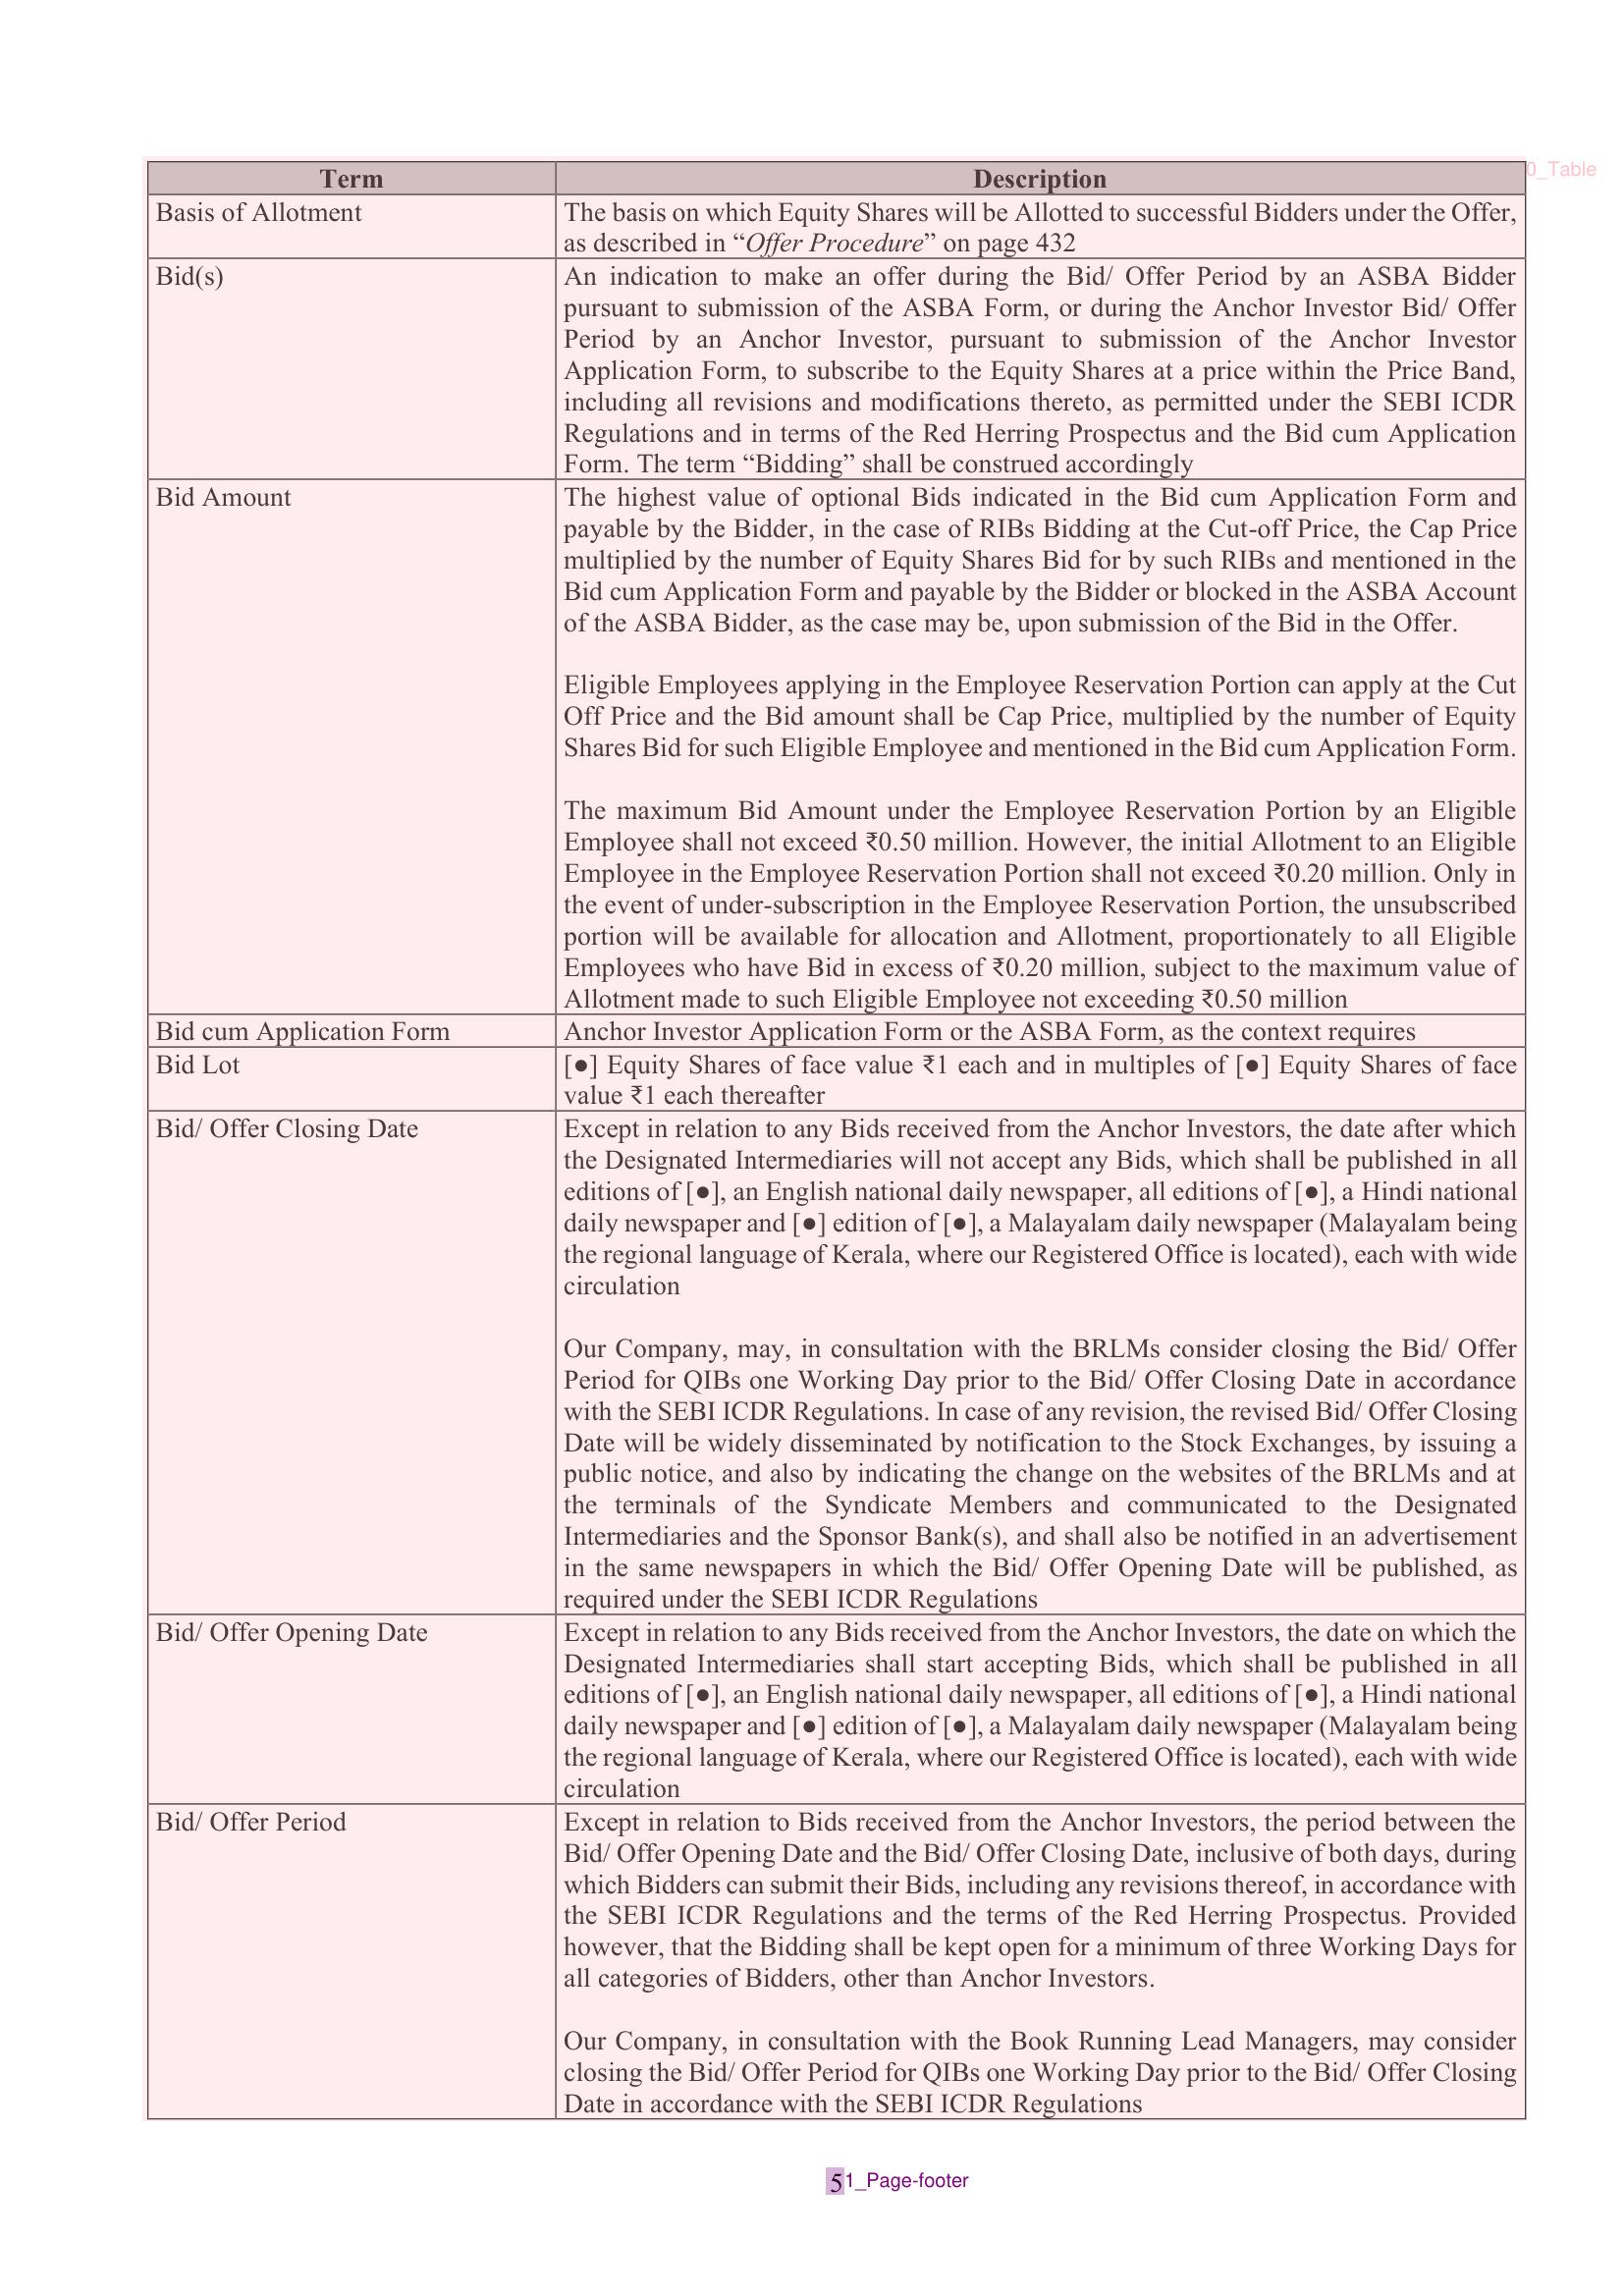 Term Description
0_Table
Basis of Allotment The basis on which Equity Shares will be Allotted to successful Bidders under the Offer,
as described in “Offer Procedure” on page 432
Bid(s) An indication to make an offer during the Bid/ Offer Period by an ASBA Bidder
pursuant to submission of the ASBA Form, or during the Anchor Investor Bid/ Offer
Period by an Anchor Investor, pursuant to submission of the Anchor Investor
Application Form, to subscribe to the Equity Shares at a price within the Price Band,
including all revisions and modifications thereto, as permitted under the SEBI ICDR
Regulations and in terms of the Red Herring Prospectus and the Bid cum Application
Form. The term “Bidding” shall be construed accordingly
Bid Amount The highest value of optional Bids indicated in the Bid cum Application Form and
payable by the Bidder, in the case of RIBs Bidding at the Cut-off Price, the Cap Price
multiplied by the number of Equity Shares Bid for by such RIBs and mentioned in the
Bid cum Application Form and payable by the Bidder or blocked in the ASBA Account
of the ASBA Bidder, as the case may be, upon submission of the Bid in the Offer.
Eligible Employees applying in the Employee Reservation Portion can apply at the Cut
Off Price and the Bid amount shall be Cap Price, multiplied by the number of Equity
Shares Bid for such Eligible Employee and mentioned in the Bid cum Application Form.
The maximum Bid Amount under the Employee Reservation Portion by an Eligible
Employee shall not exceed ₹0.50 million. However, the initial Allotment to an Eligible
Employee in the Employee Reservation Portion shall not exceed ₹0.20 million. Only in
the event of under-subscription in the Employee Reservation Portion, the unsubscribed
portion will be available for allocation and Allotment, proportionately to all Eligible
Employees who have Bid in excess of ₹0.20 million, subject to the maximum value of
Allotment made to such Eligible Employee not exceeding ₹0.50 million
Bid cum Application Form Anchor Investor Application Form or the ASBA Form, as the context requires
Bid Lot [●] Equity Shares of face value ₹1 each and in multiples of [●] Equity Shares of face
value ₹1 each thereafter
Bid/ Offer Closing Date Except in relation to any Bids received from the Anchor Investors, the date after which
the Designated Intermediaries will not accept any Bids, which shall be published in all
editions of [●], an English national daily newspaper, all editions of [●], a Hindi national
daily newspaper and [●] edition of [●], a Malayalam daily newspaper (Malayalam being
the regional language of Kerala, where our Registered Office is located), each with wide
circulation
Our Company, may, in consultation with the BRLMs consider closing the Bid/ Offer
Period for QIBs one Working Day prior to the Bid/ Offer Closing Date in accordance
with the SEBI ICDR Regulations. In case of any revision, the revised Bid/ Offer Closing
Date will be widely disseminated by notification to the Stock Exchanges, by issuing a
public notice, and also by indicating the change on the websites of the BRLMs and at
the terminals of the Syndicate Members and communicated to the Designated
Intermediaries and the Sponsor Bank(s), and shall also be notified in an advertisement
in the same newspapers in which the Bid/ Offer Opening Date will be published, as
required under the SEBI ICDR Regulations
Bid/ Offer Opening Date Except in relation to any Bids received from the Anchor Investors, the date on which the
Designated Intermediaries shall start accepting Bids, which shall be published in all
editions of [●], an English national daily newspaper, all editions of [●], a Hindi national
daily newspaper and [●] edition of [●], a Malayalam daily newspaper (Malayalam being
the regional language of Kerala, where our Registered Office is located), each with wide
circulation
Bid/ Offer Period Except in relation to Bids received from the Anchor Investors, the period between the
Bid/ Offer Opening Date and the Bid/ Offer Closing Date, inclusive of both days, during
which Bidders can submit their Bids, including any revisions thereof, in accordance with
the SEBI ICDR Regulations and the terms of the Red Herring Prospectus. Provided
however, that the Bidding shall be kept open for a minimum of three Working Days for
all categories of Bidders, other than Anchor Investors.
Our Company, in consultation with the Book Running Lead Managers, may consider
closing the Bid/ Offer Period for QIBs one Working Day prior to the Bid/ Offer Closing
Date in accordance with the SEBI ICDR Regulations
5 1_Page-footer